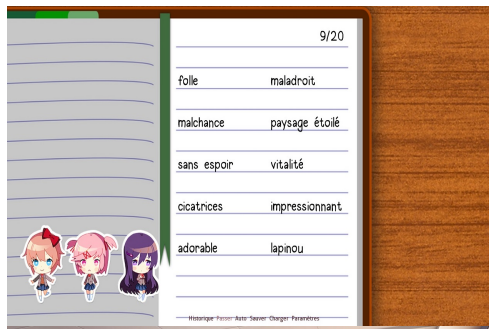 9/20
folle maladroit
malchance paysage étoilé
sans espoir vitalité
cicatrices impressionnant
adorable lapinou
Historique Passer Auto Sauver Charger Paramètres